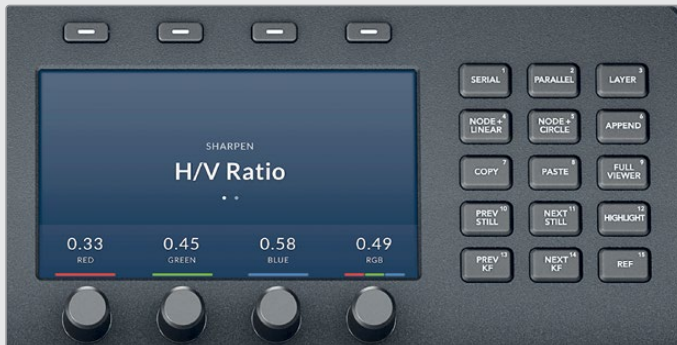 SHARPEN
H/V Ratio
0.33 0.45 0.58 0.49
RED GREEN BLUE RGB
SERIAL 1
PARALLEL 2
LAYER 3
NODE + LINEAR 4
NODE + CIRCLE 5
APPEND 6
COPY 7
PASTE 8
FULL VIEWER 9
PREV STILL 10
NEXT STILL 11
HIGHLIGHT 12
PREV KF 13
NEXT KF 14
REF 15